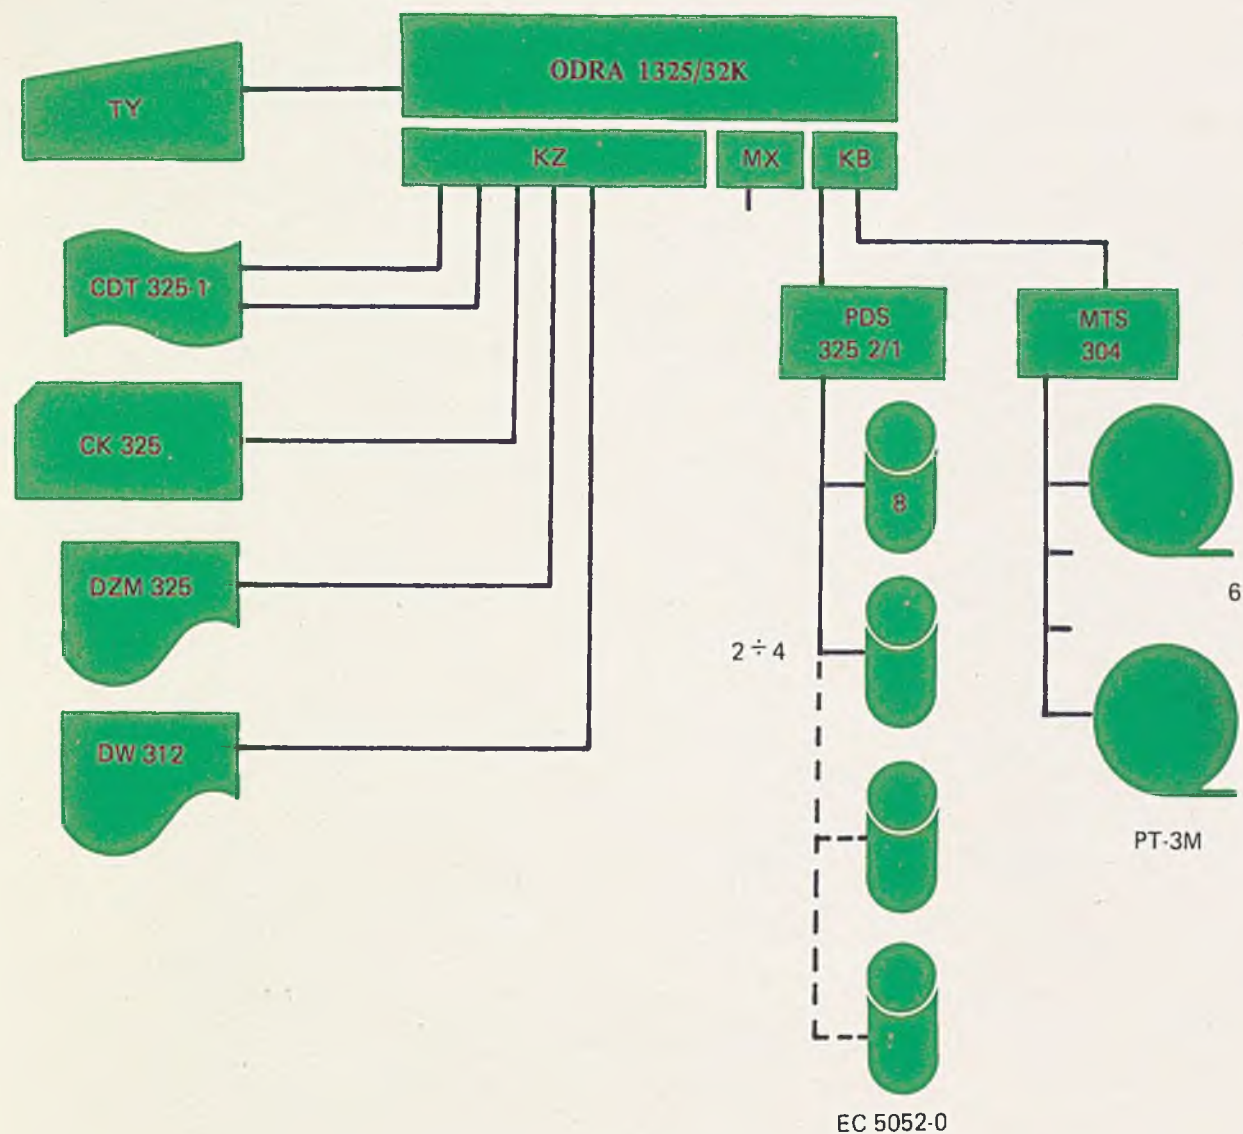 ODRA 1325/32K
TY
KZ
MX
KB
CDT 325-1
PDS
325 2/1
MTS
304
CK 325
8
DZM 325
6
2 ÷ 4
DW 312
PT-3M
EC 5052-0